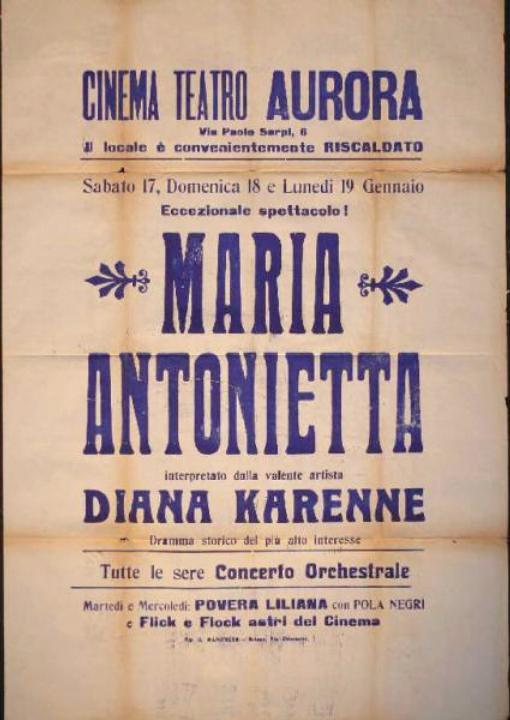 CINEMA TEATRO AURORA
Via Paolo Sarpi, 6
Il locale è convenientemente RISCALDATO
Sabato 17, Domenica 18 e Lunedì 19 Gennaio
Eccezionale spettacolo!
MARIA
ANTONIETTA
interpretato dalla valente artista
DIANA KARENNE
Dramma storico del più alto interesse
Tutte le sere Concerto Orchestrale
Martedì e Mercoledì: POVERA LILIANA con POLA NEGRI
e Flick e Flock astri del Cinema